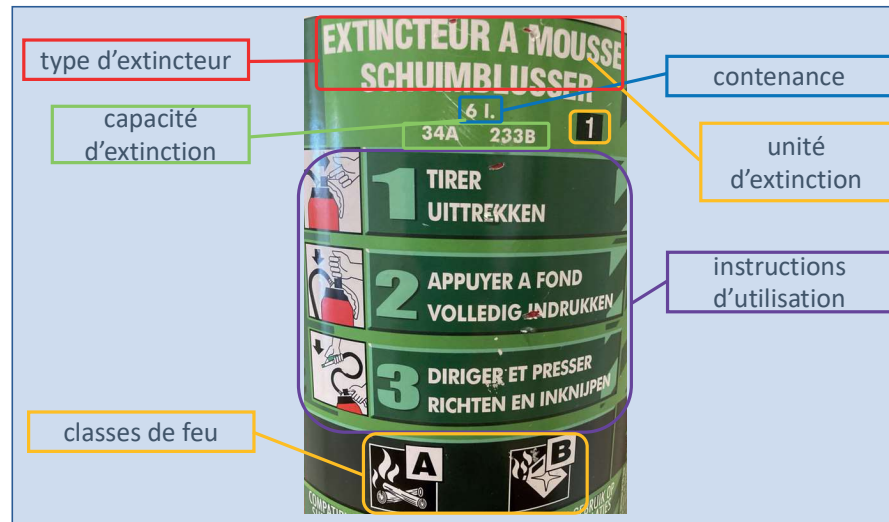 type d'extincteur
capacité
d'extinction
classes de feu
EXTINCTEUR A MOUSSE
SCHUIMBLUSSER
6 l.
34A 233B
1
1 TIRER
UITTREKKEN
2 APPUYER A FOND
VOLLEDIG INDRUKKEN
3 DIRIGER ET PRESSER
RICHTEN EN INKNIJPEN
A
B
contenance
unité
d'extinction
instructions
d'utilisation